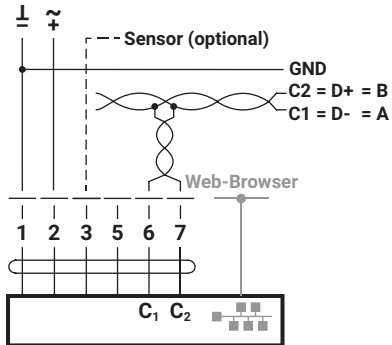 ⊥ ~
– +
Sensor (optional)
GND
C2 = D+ = B
C1 = D- = A
Web-Browser
1 2 3 5 6 7
C1 C2